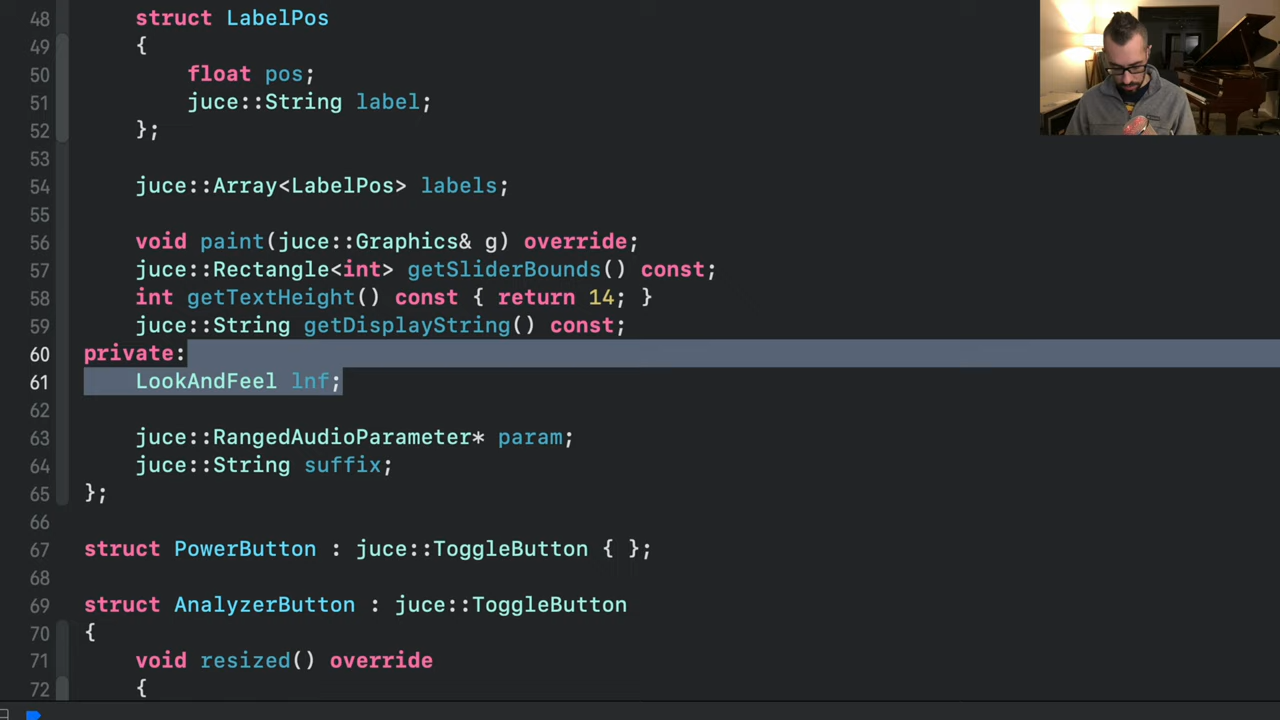 48 struct LabelPos
49 {
50 float pos;
51 juce::String label;
52 };
53
54 juce::Array<LabelPos> labels;
55
56 void paint(juce::Graphics& g) override;
57 juce::Rectangle<int> getSliderBounds() const;
58 int getTextHeight() const { return 14; }
59 juce::String getDisplayString() const;
60 private:
61 LookAndFeel lnf;
62
63 juce::RangedAudioParameter* param;
64 juce::String suffix;
65 };
66
67 struct PowerButton : juce::ToggleButton { };
68
69 struct AnalyzerButton : juce::ToggleButton
70 {
71 void resized() override
72 {